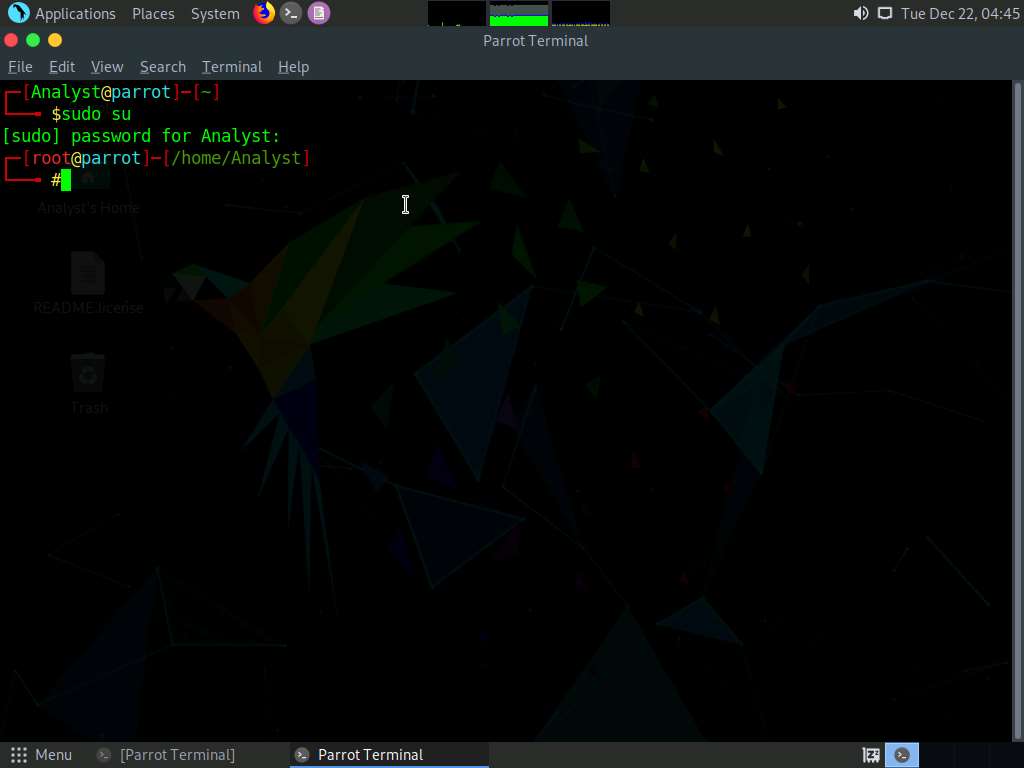 Applications Places System Tue Dec 22, 04:45
Parrot Terminal
File Edit View Search Terminal Help
┌─[Analyst@parrot]─[~]
└──╼ $sudo su
[sudo] password for Analyst:
┌─[root@parrot]─[/home/Analyst]
└──╼ #
Analyst's Home
README.license
Trash
Menu [Parrot Terminal] Parrot Terminal